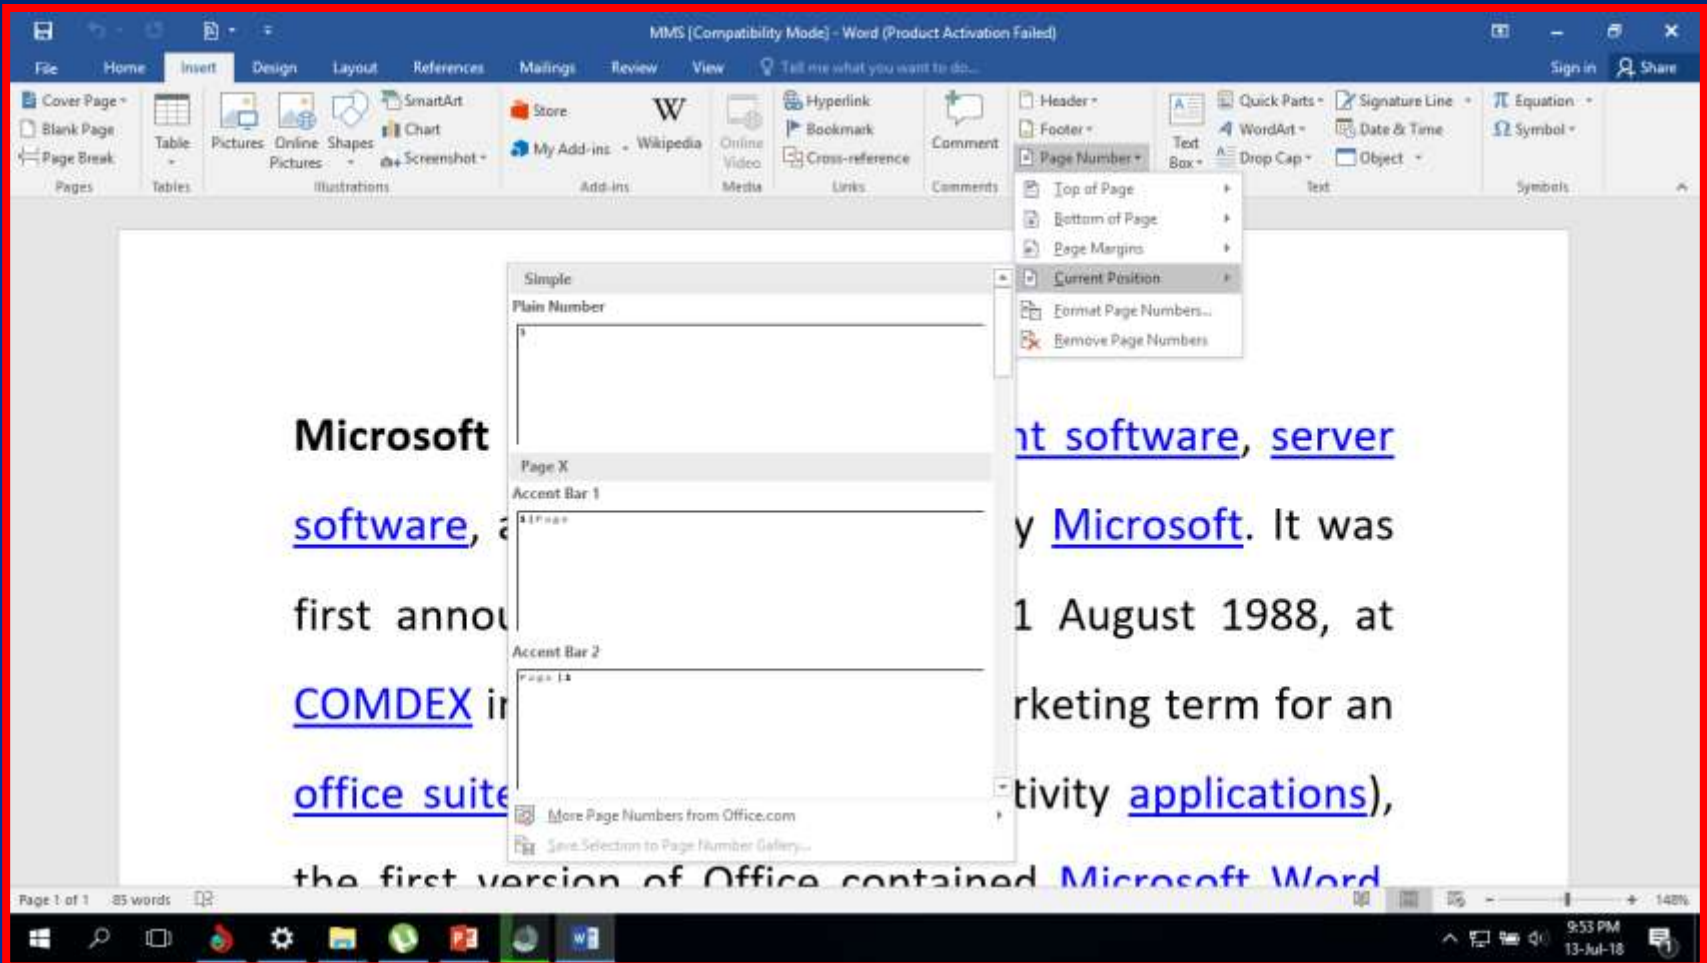 MMS [Compatibility Mode] - Word (Product Activation Failed)
File Home Insert Design Layout References Mailings Review View Tell me what you want to do... Sign in Share
Cover Page
Blank Page
Page Break
Pages
Table
Tables
Pictures Online Pictures Shapes
SmartArt
Chart
Screenshot
Illustrations
Store
My Add-ins
W Wikipedia
Add-ins
Online Video
Media
Hyperlink
Bookmark
Cross-reference
Links
Comment
Comments
Header
Footer
Page Number
Text Box
Quick Parts
WordArt
Drop Cap
Signature Line
Date & Time
Object
Text
Equation
Symbol
Symbols
Top of Page
Bottom of Page
Page Margins
Current Position
Format Page Numbers...
Remove Page Numbers
Simple
Plain Number
1
Page X
Accent Bar 1
1 | Page
Accent Bar 2
Page | 1
More Page Numbers from Office.com
Save Selection to Page Number Gallery...
Microsoft nt software, server
software, a y Microsoft. It was
first annou 1 August 1988, at
COMDEX in rketing term for an
office suite tivity applications),
the first version of Office contained Microsoft Word
Page 1 of 1 85 words 148%
9:53 PM
13-Jul-18